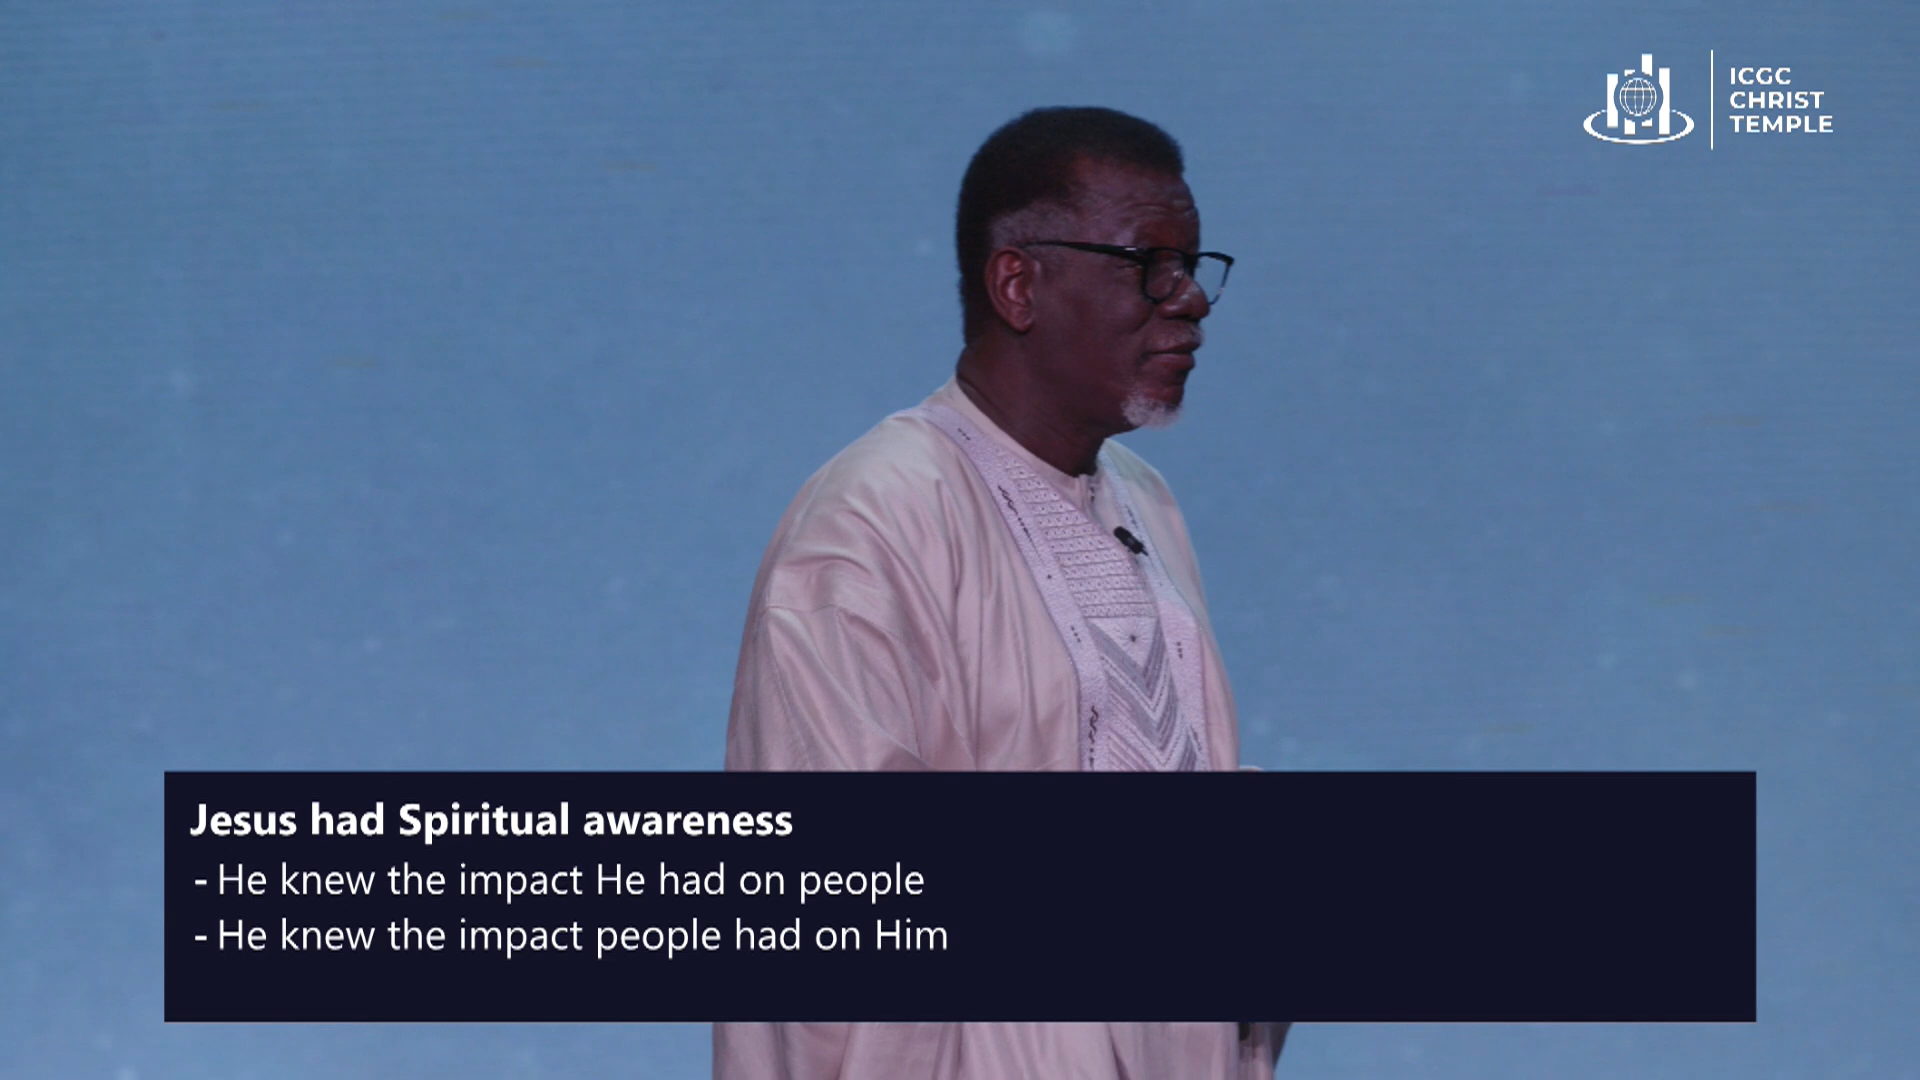 ICGC
CHRIST
TEMPLE
Jesus had Spiritual awareness
- He knew the impact He had on people
- He knew the impact people had on Him